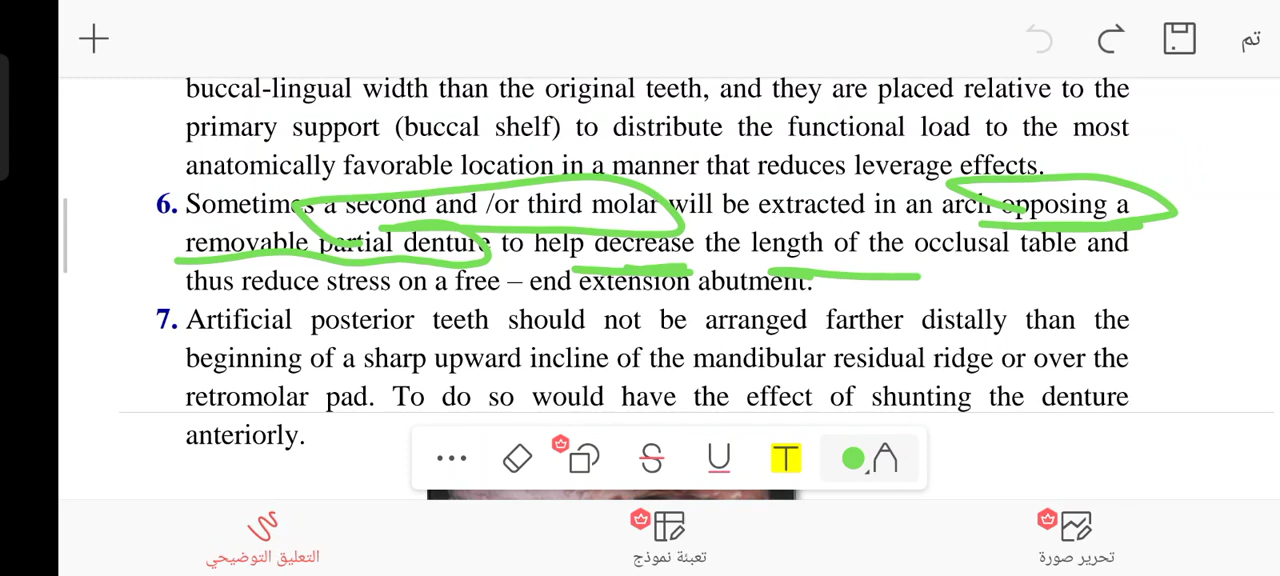 تم
buccal-lingual width than the original teeth, and they are placed relative to the
primary support (buccal shelf) to distribute the functional load to the most
anatomically favorable location in a manner that reduces leverage effects.
6. Sometimes a second and /or third molar will be extracted in an arch opposing a
removable partial denture to help decrease the length of the occlusal table and
thus reduce stress on a free – end extension abutment.
7. Artificial posterior teeth should not be arranged farther distally than the
beginning of a sharp upward incline of the mandibular residual ridge or over the
retromolar pad. To do so would have the effect of shunting the denture
anteriorly.
S U T
التعليق التوضيحي
تعبئة نموذج
تحرير صورة